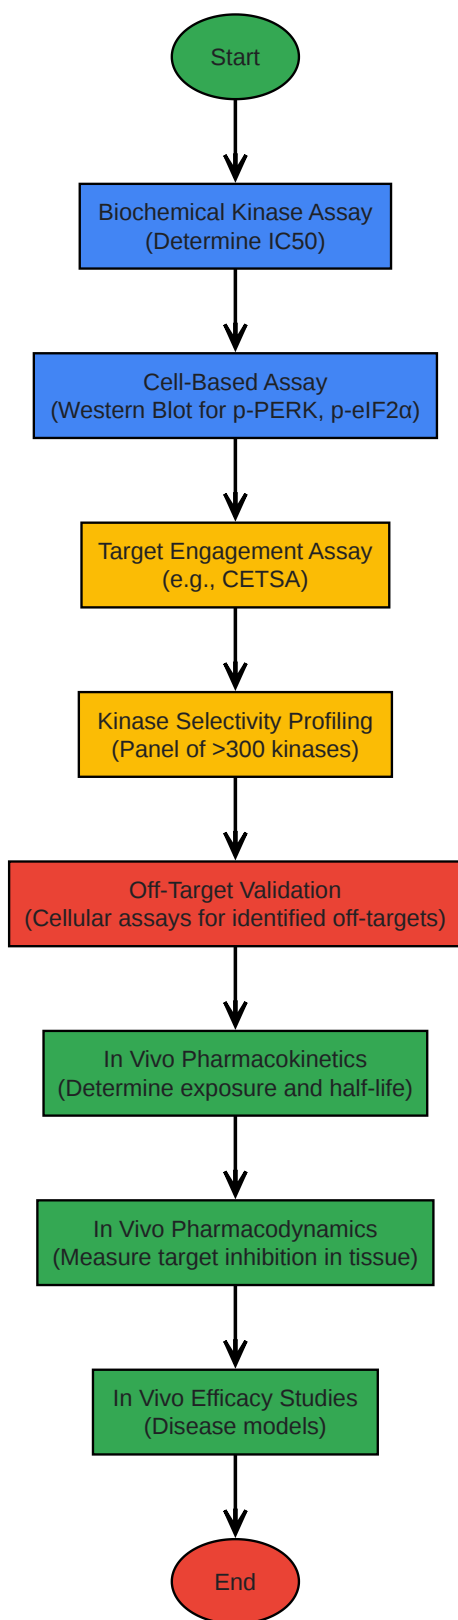 Start
Biochemical Kinase Assay
(Determine IC50)
Cell-Based Assay
(Western Blot for p-PERK, p-eIF2α)
Target Engagement Assay
(e.g., CETSA)
Kinase Selectivity Profiling
(Panel of >300 kinases)
Off-Target Validation
(Cellular assays for identified off-targets)
In Vivo Pharmacokinetics
(Determine exposure and half-life)
In Vivo Pharmacodynamics
(Measure target inhibition in tissue)
In Vivo Efficacy Studies
(Disease models)
End